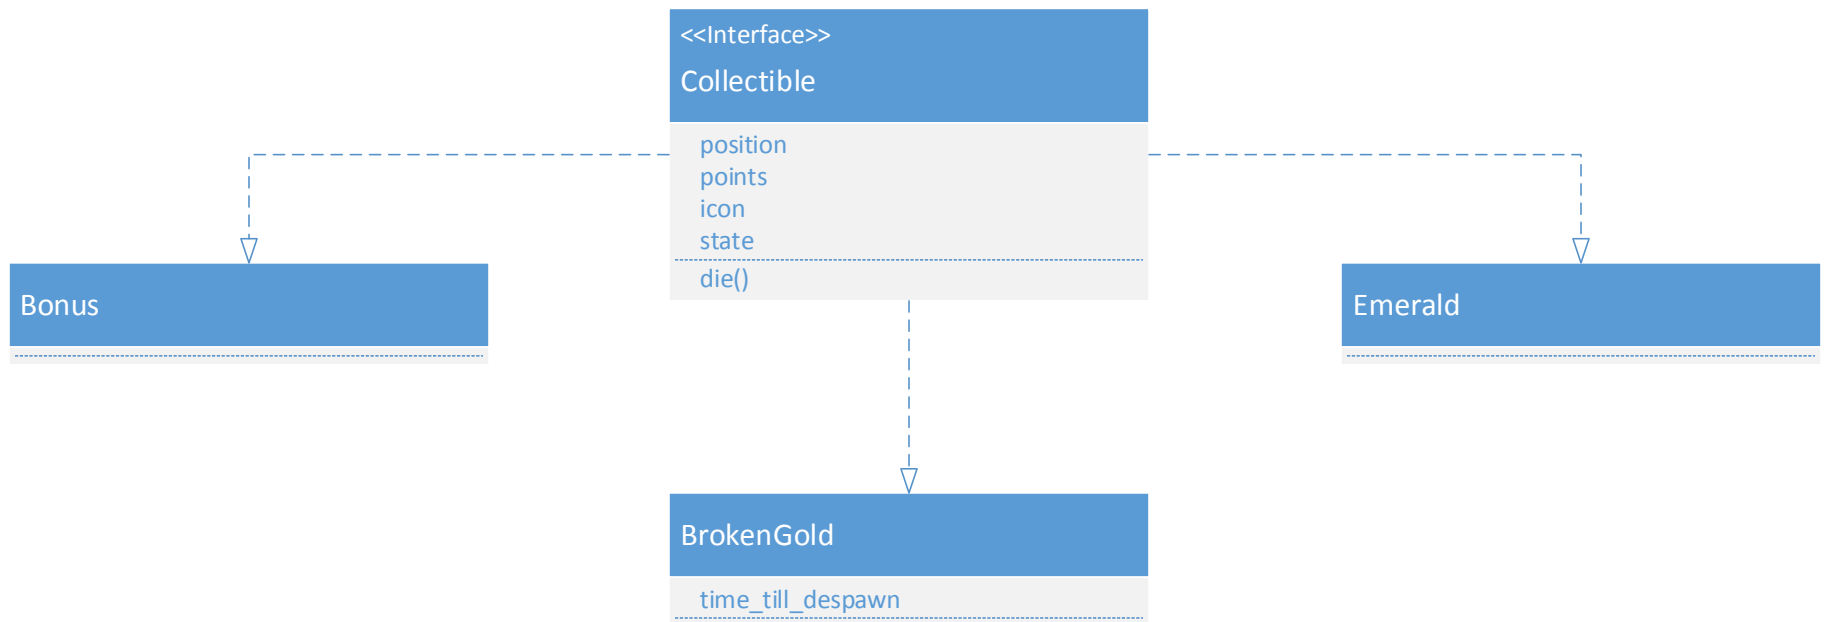 <<Interface>>
Collectible
position
points
icon
state
die()
Bonus
Emerald
BrokenGold
time_till_despawn